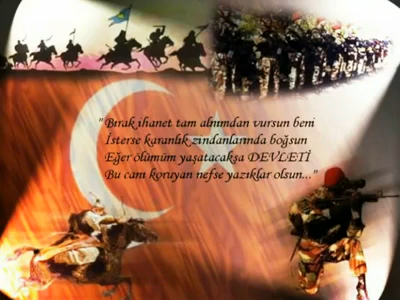 "Bırak ihanet tam alnımdan vursun beni
İsterse karanlık zındanlarında boğsun
Eğer ölümüm yaşatacaksa DEVLETİ
Bu canı koruyan nefse yazıklar olsun..."